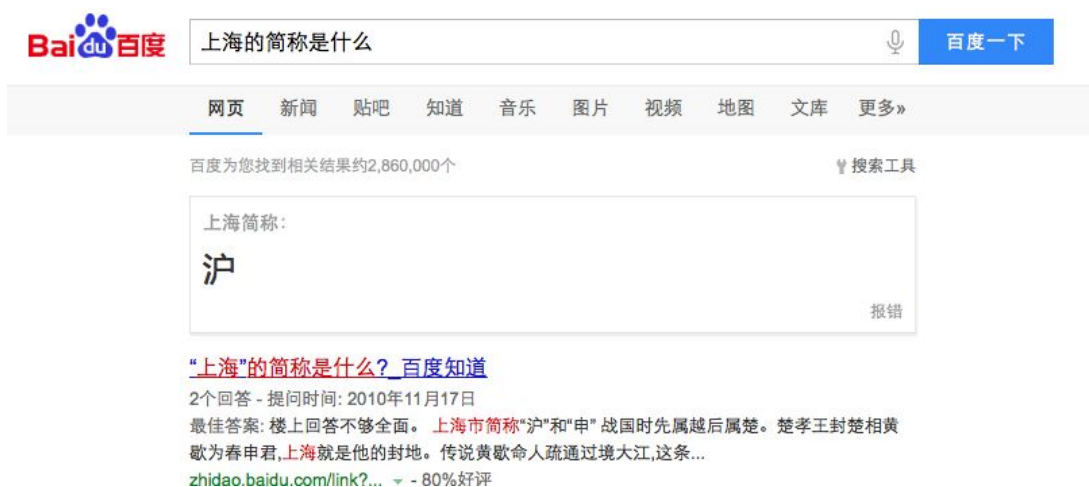 Bai du 百度
上海的简称是什么
百度一下
网页 新闻 贴吧 知道 音乐 图片 视频 地图 文库 更多»
百度为您找到相关结果约2,860,000个 搜索工具
上海简称:
沪
报错
“上海”的简称是什么?_百度知道
2个回答 - 提问时间: 2010年11月17日
最佳答案: 楼上回答不够全面。 上海市简称“沪”和“申” 战国时先属越后属楚。楚孝王封楚相黄
歇为春申君,上海就是他的封地。传说黄歇命人疏通过境大江,这条...
zhidao.baidu.com/link?... - 80%好评